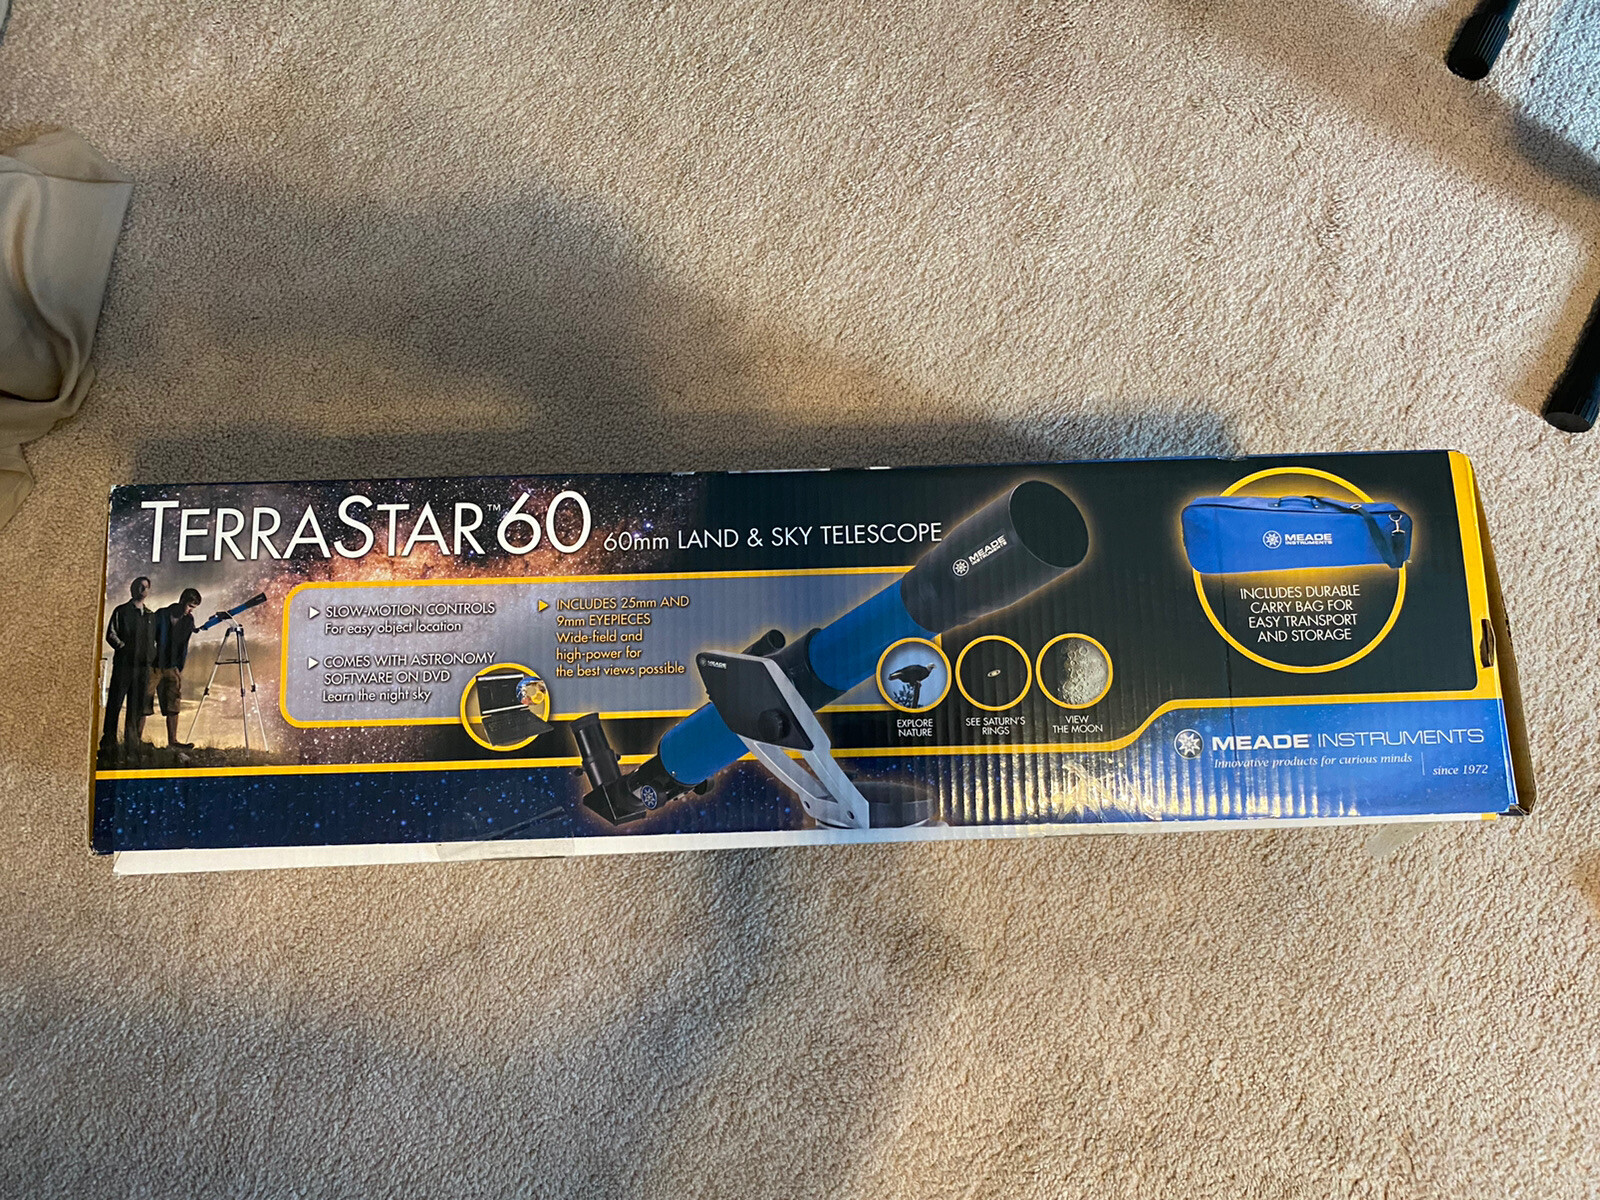 TERRASTAR™ 60
60mm LAND & SKY TELESCOPE
SLOW-MOTION CONTROLS
For easy object location
COMES WITH ASTRONOMY
SOFTWARE ON DVD
Learn the night sky
INCLUDES 25mm AND
9mm EYEPIECES
Wide-field and
high-power for
the best views possible
MEADE
INSTRUMENTS
MEADE
EXPLORE
NATURE
SEE SATURN'S
RINGS
VIEW
THE MOON
MEADE
INSTRUMENTS
INCLUDES DURABLE
CARRY BAG FOR
EASY TRANSPORT
AND STORAGE
MEADE INSTRUMENTS
Innovative products for curious minds
since 1972